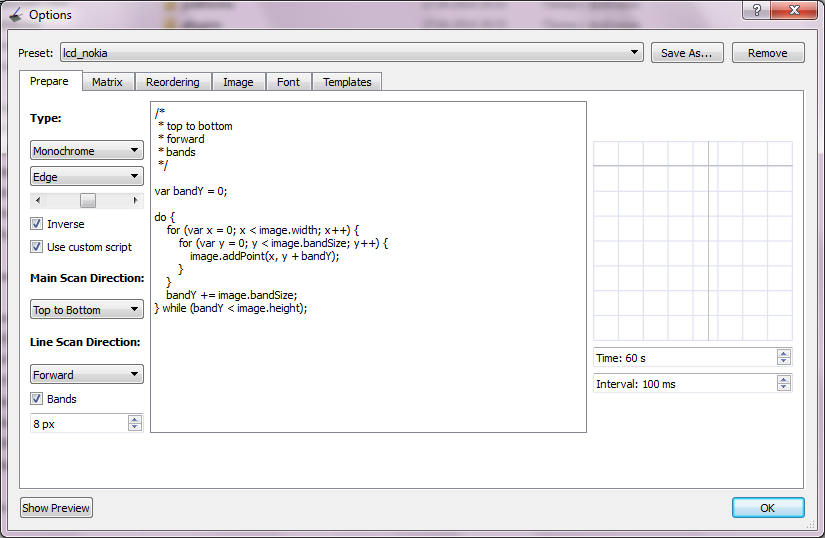 Options
?
Preset: lcd_nokia Save As... Remove
Prepare Matrix Reordering Image Font Templates
Type:
Monochrome
Edge
Inverse
Use custom script
Main Scan Direction:
Top to Bottom
Line Scan Direction:
Forward
Bands
8 px
/*
* top to bottom
* forward
* bands
*/
var bandY = 0;
do {
for (var x = 0; x < image.width; x++) {
for (var y = 0; y < image.bandSize; y++) {
image.addPoint(x, y + bandY);
}
}
bandY += image.bandSize;
} while (bandY < image.height);
Time: 60 s
Interval: 100 ms
Show Preview OK